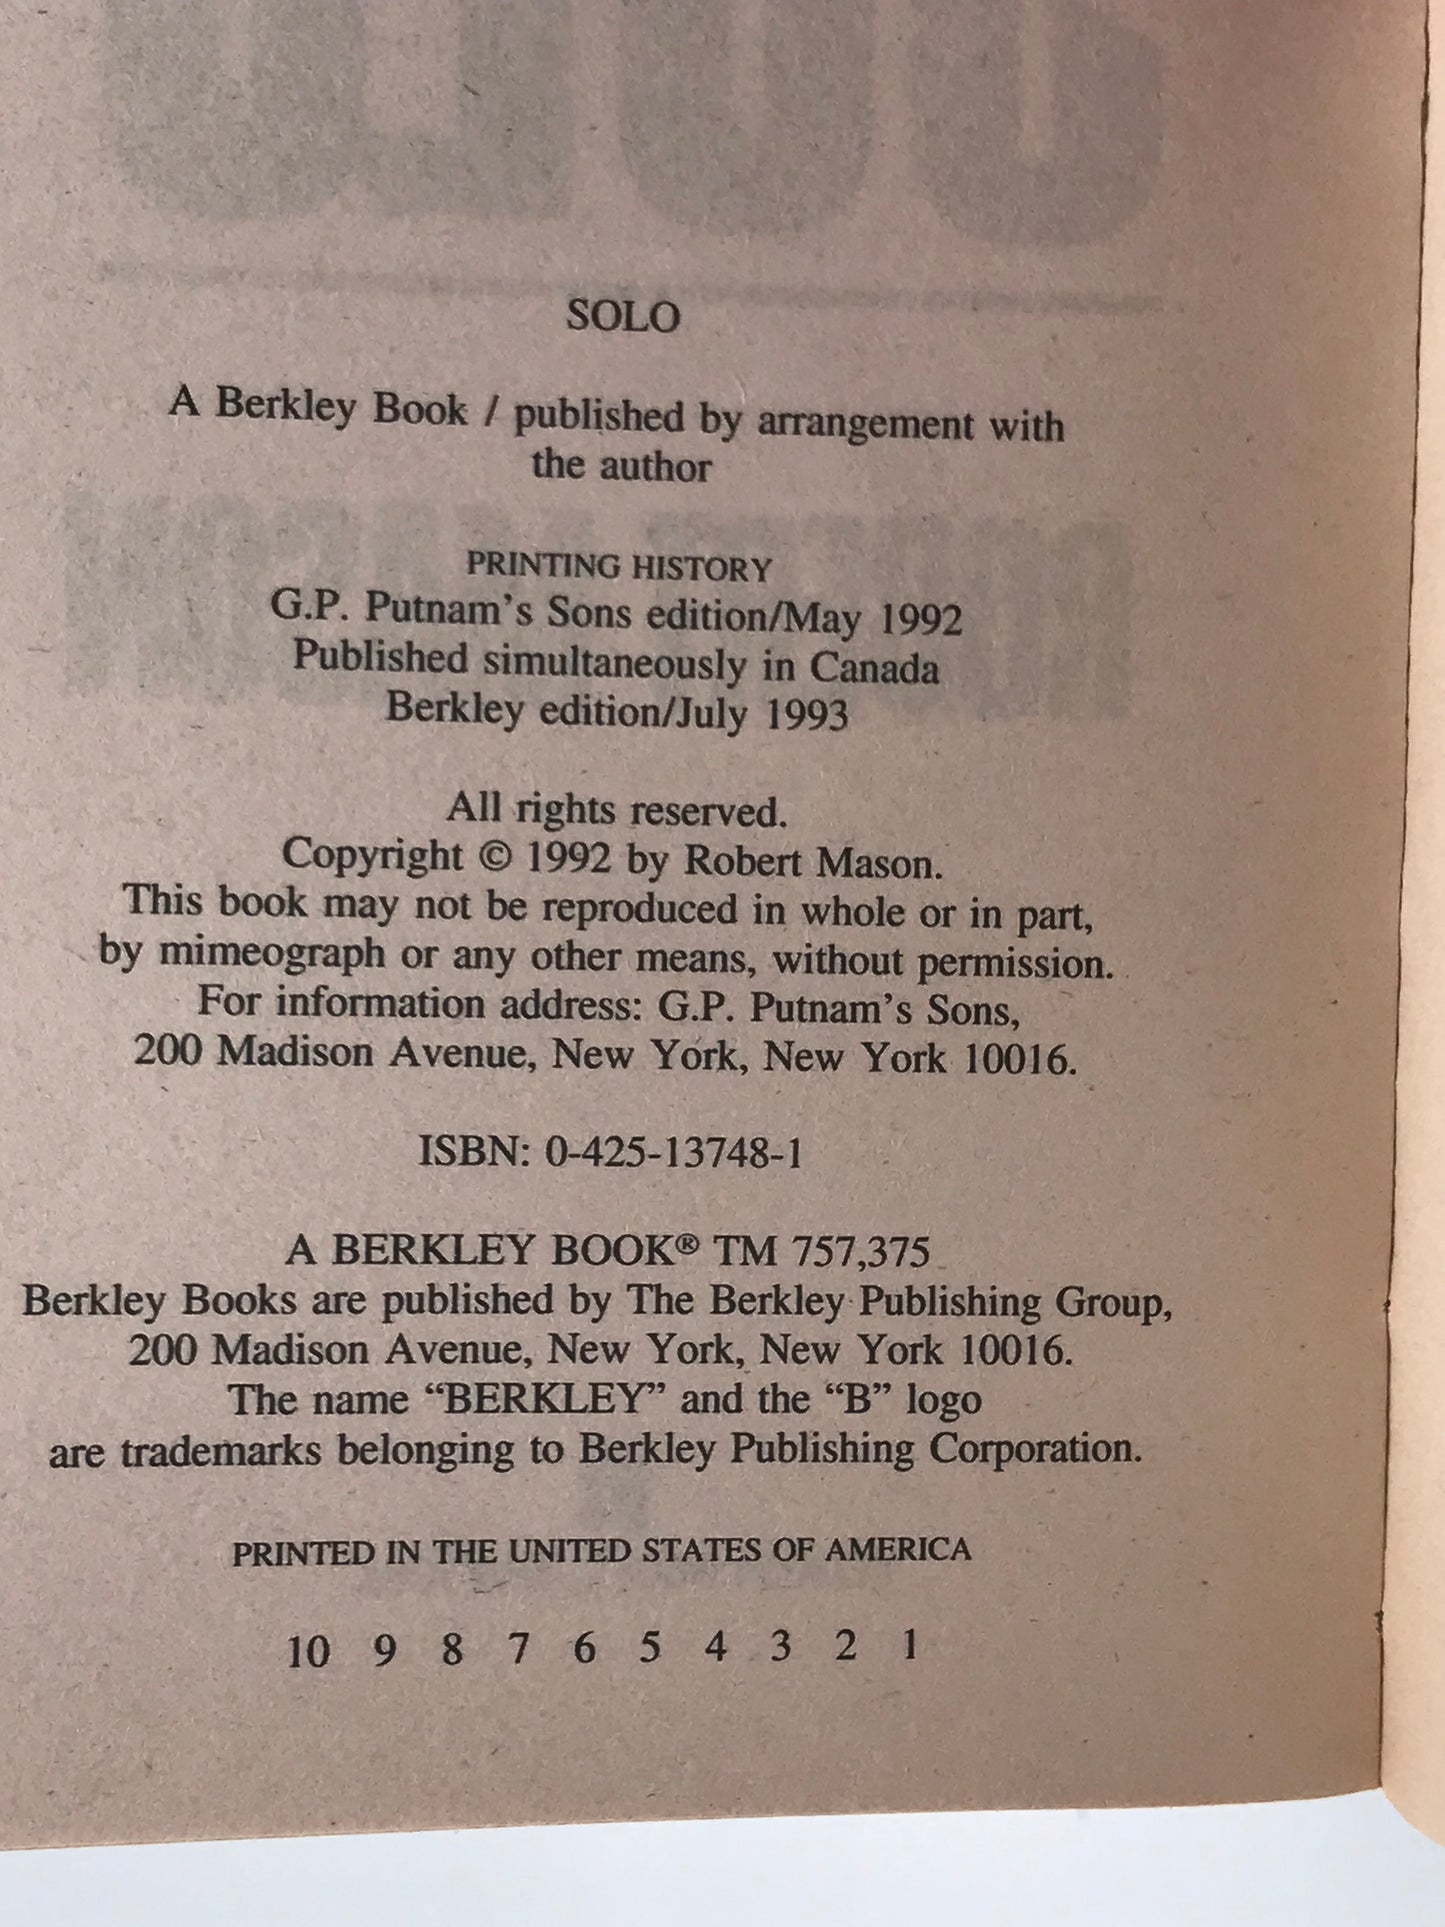 SOLO
A Berkley Book / published by arrangement with
the author
PRINTING HISTORY
G.P. Putnam's Sons edition/May 1992
Published simultaneously in Canada
Berkley edition/July 1993
All rights reserved.
Copyright © 1992 by Robert Mason.
This book may not be reproduced in whole or in part,
by mimeograph or any other means, without permission.
For information address: G.P. Putnam's Sons,
200 Madison Avenue, New York, New York 10016.
ISBN: 0-425-13748-1
A BERKLEY BOOK® TM 757,375
Berkley Books are published by The Berkley Publishing Group,
200 Madison Avenue, New York, New York 10016.
The name “BERKLEY” and the “B” logo
are trademarks belonging to Berkley Publishing Corporation.
PRINTED IN THE UNITED STATES OF AMERICA
10 9 8 7 6 5 4 3 2 1